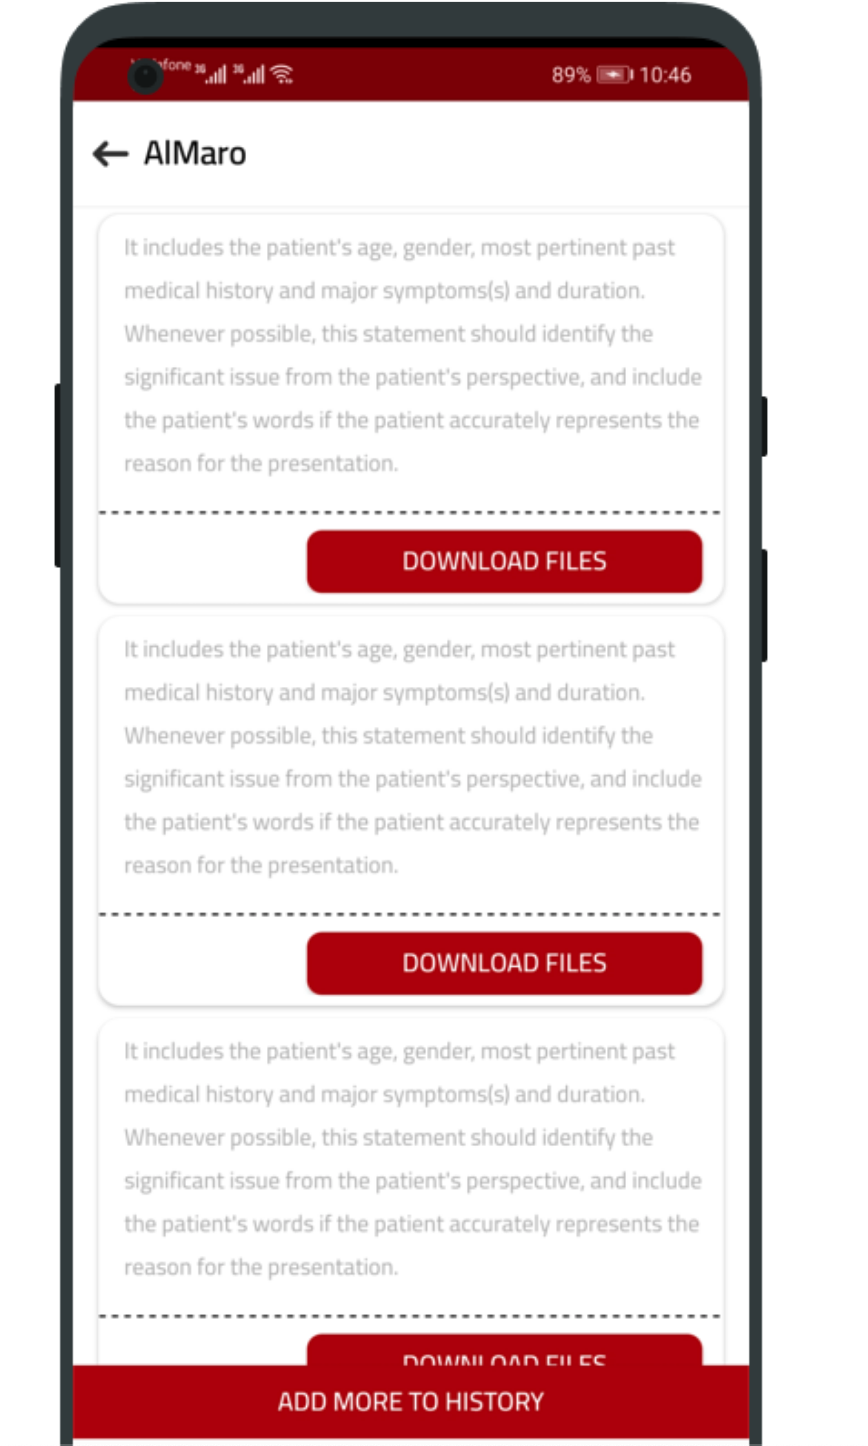 3G 3G 89% 10:46
AlMaro
It includes the patient's age, gender, most pertinent past
medical history and major symptoms(s) and duration.
Whenever possible, this statement should identify the
significant issue from the patient's perspective, and include
the patient's words if the patient accurately represents the
reason for the presentation.
DOWNLOAD FILES
It includes the patient's age, gender, most pertinent past
medical history and major symptoms(s) and duration.
Whenever possible, this statement should identify the
significant issue from the patient's perspective, and include
the patient's words if the patient accurately represents the
reason for the presentation.
DOWNLOAD FILES
It includes the patient's age, gender, most pertinent past
medical history and major symptoms(s) and duration.
Whenever possible, this statement should identify the
significant issue from the patient's perspective, and include
the patient's words if the patient accurately represents the
reason for the presentation.
DOWNLOAD FILES
ADD MORE TO HISTORY